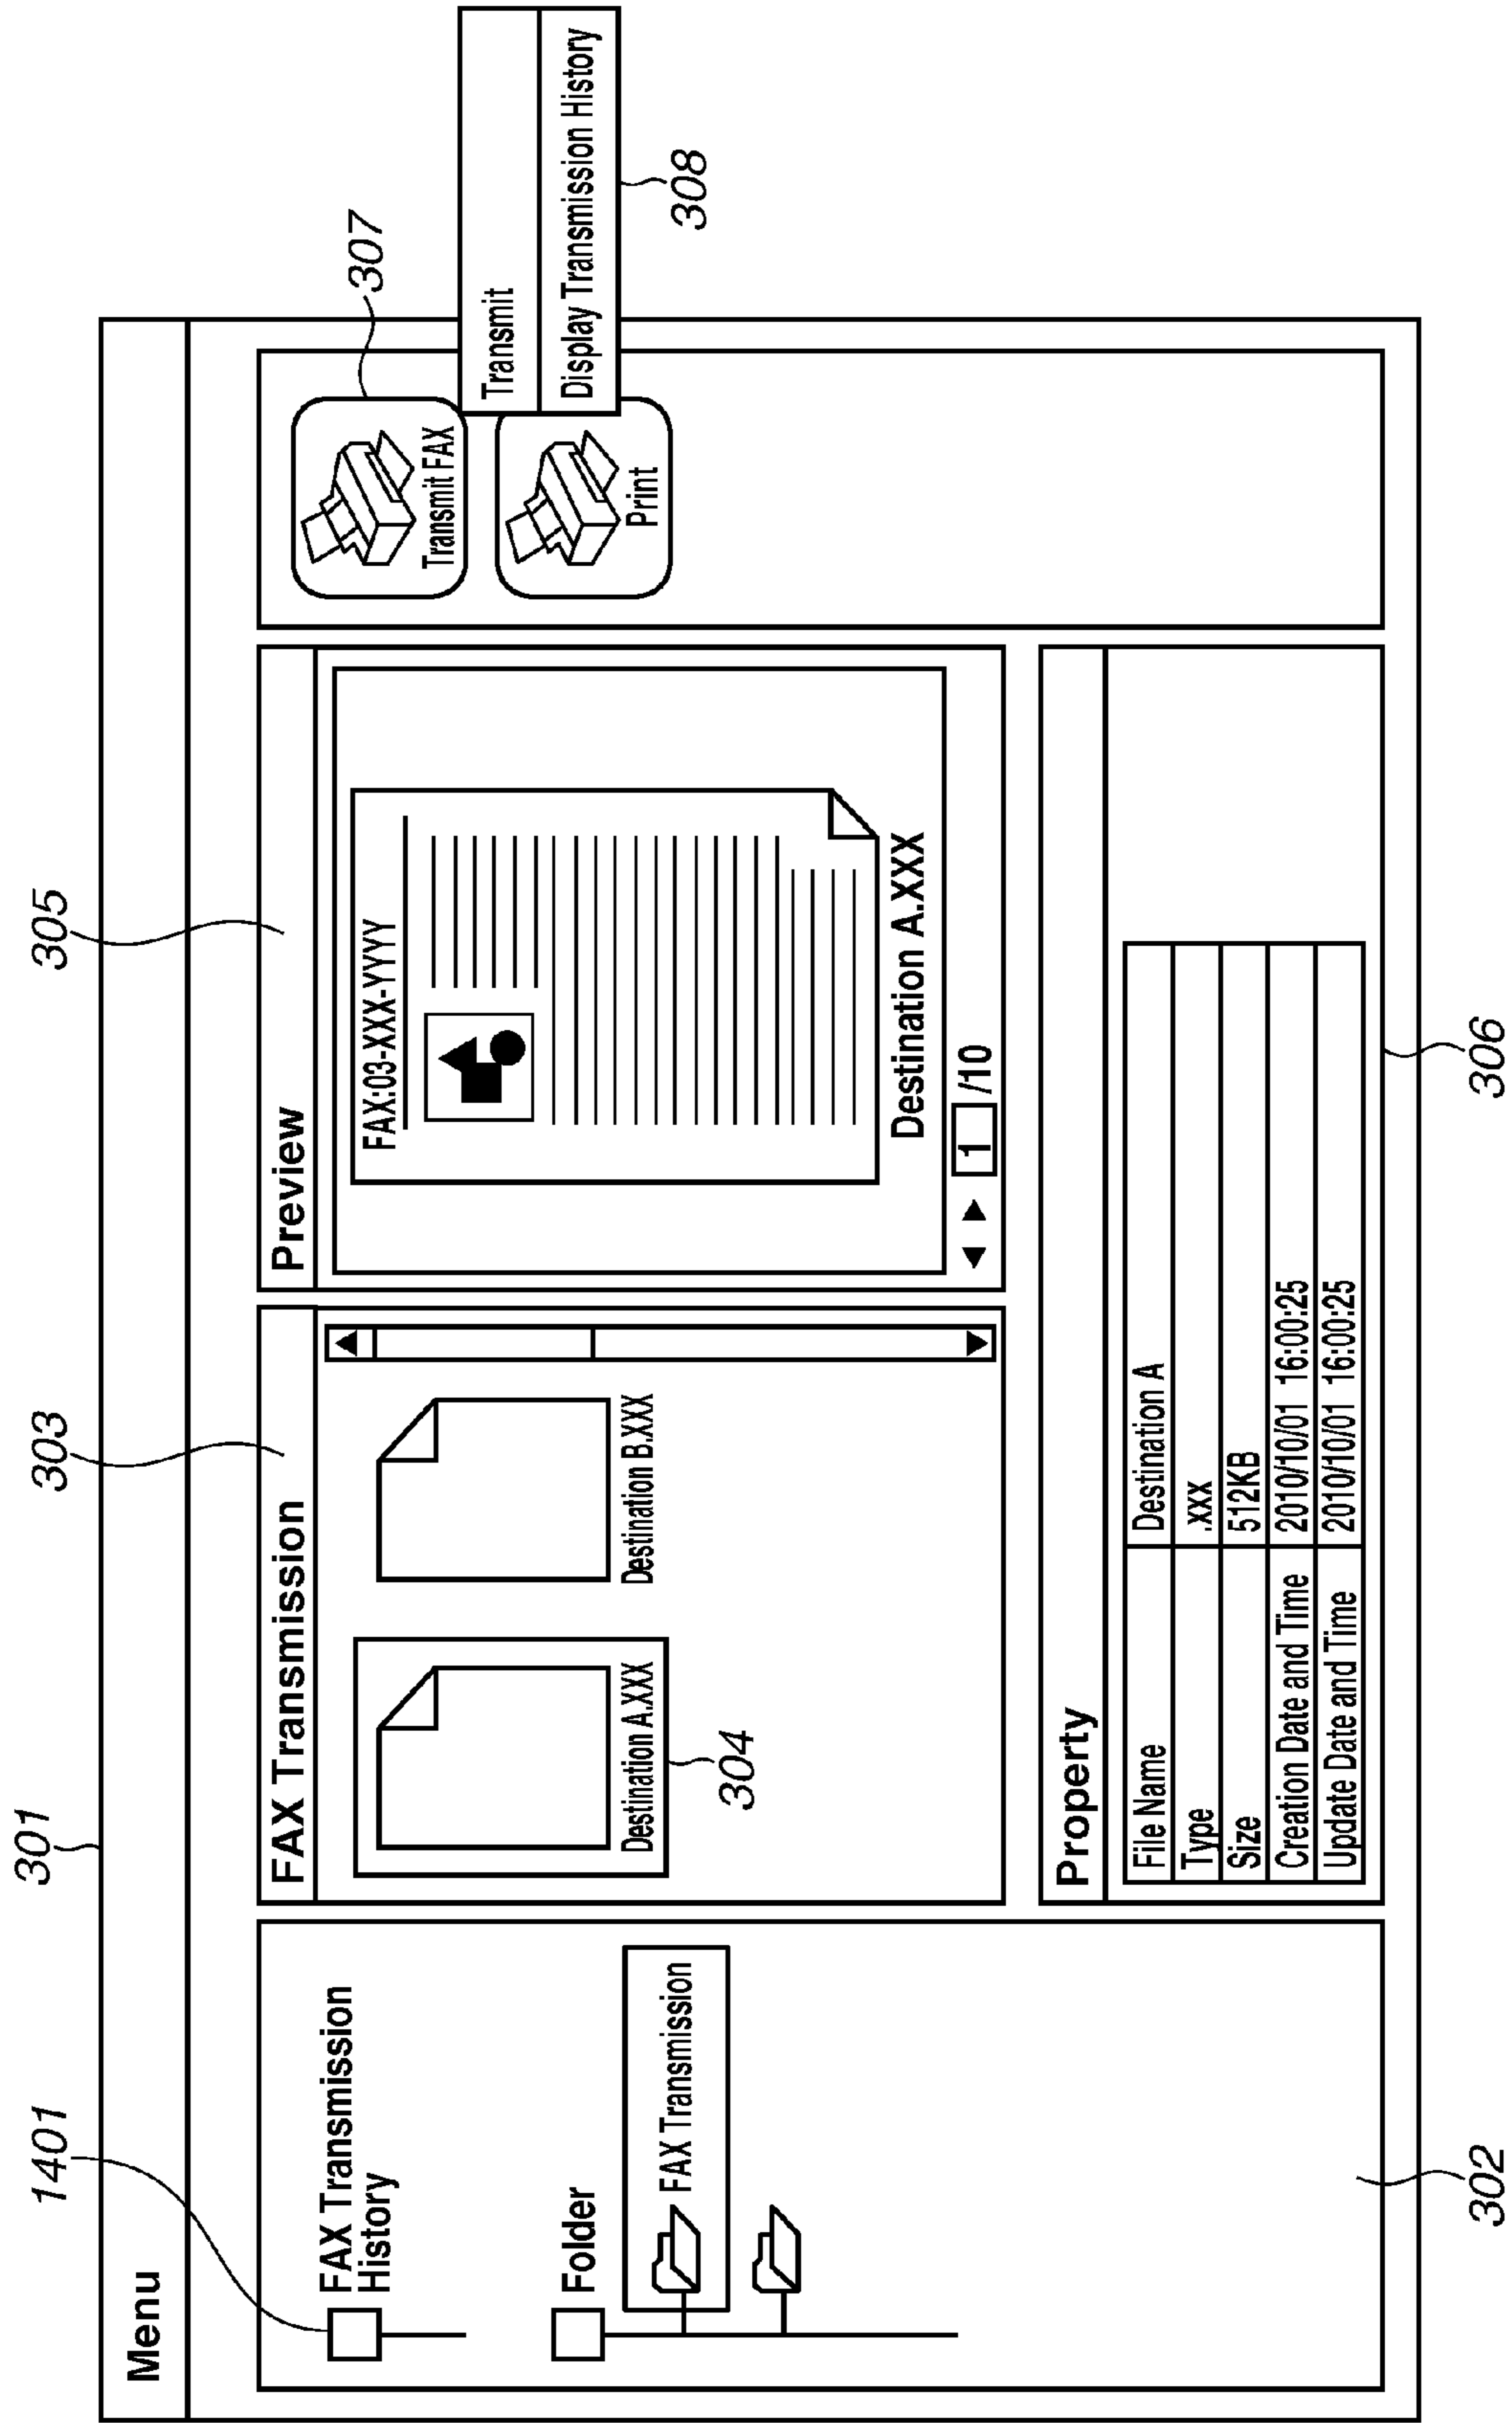 1401
301
303
305
307
Menu
FAX Transmission
History
Folder
FAX Transmission
FAX Transmission
Destination A.XXX
Destination B.XXX
304
Preview
FAX:03-XXX-YYYY
Destination A.XXX
1 /10
Transmit FAX
Print
Transmit
Display Transmission History
308
Property
File Name Destination A
Type .xxx
Size 512KB
Creation Date and Time 2010/10/01 16:00:25
Update Date and Time 2010/10/01 16:00:25
302
306